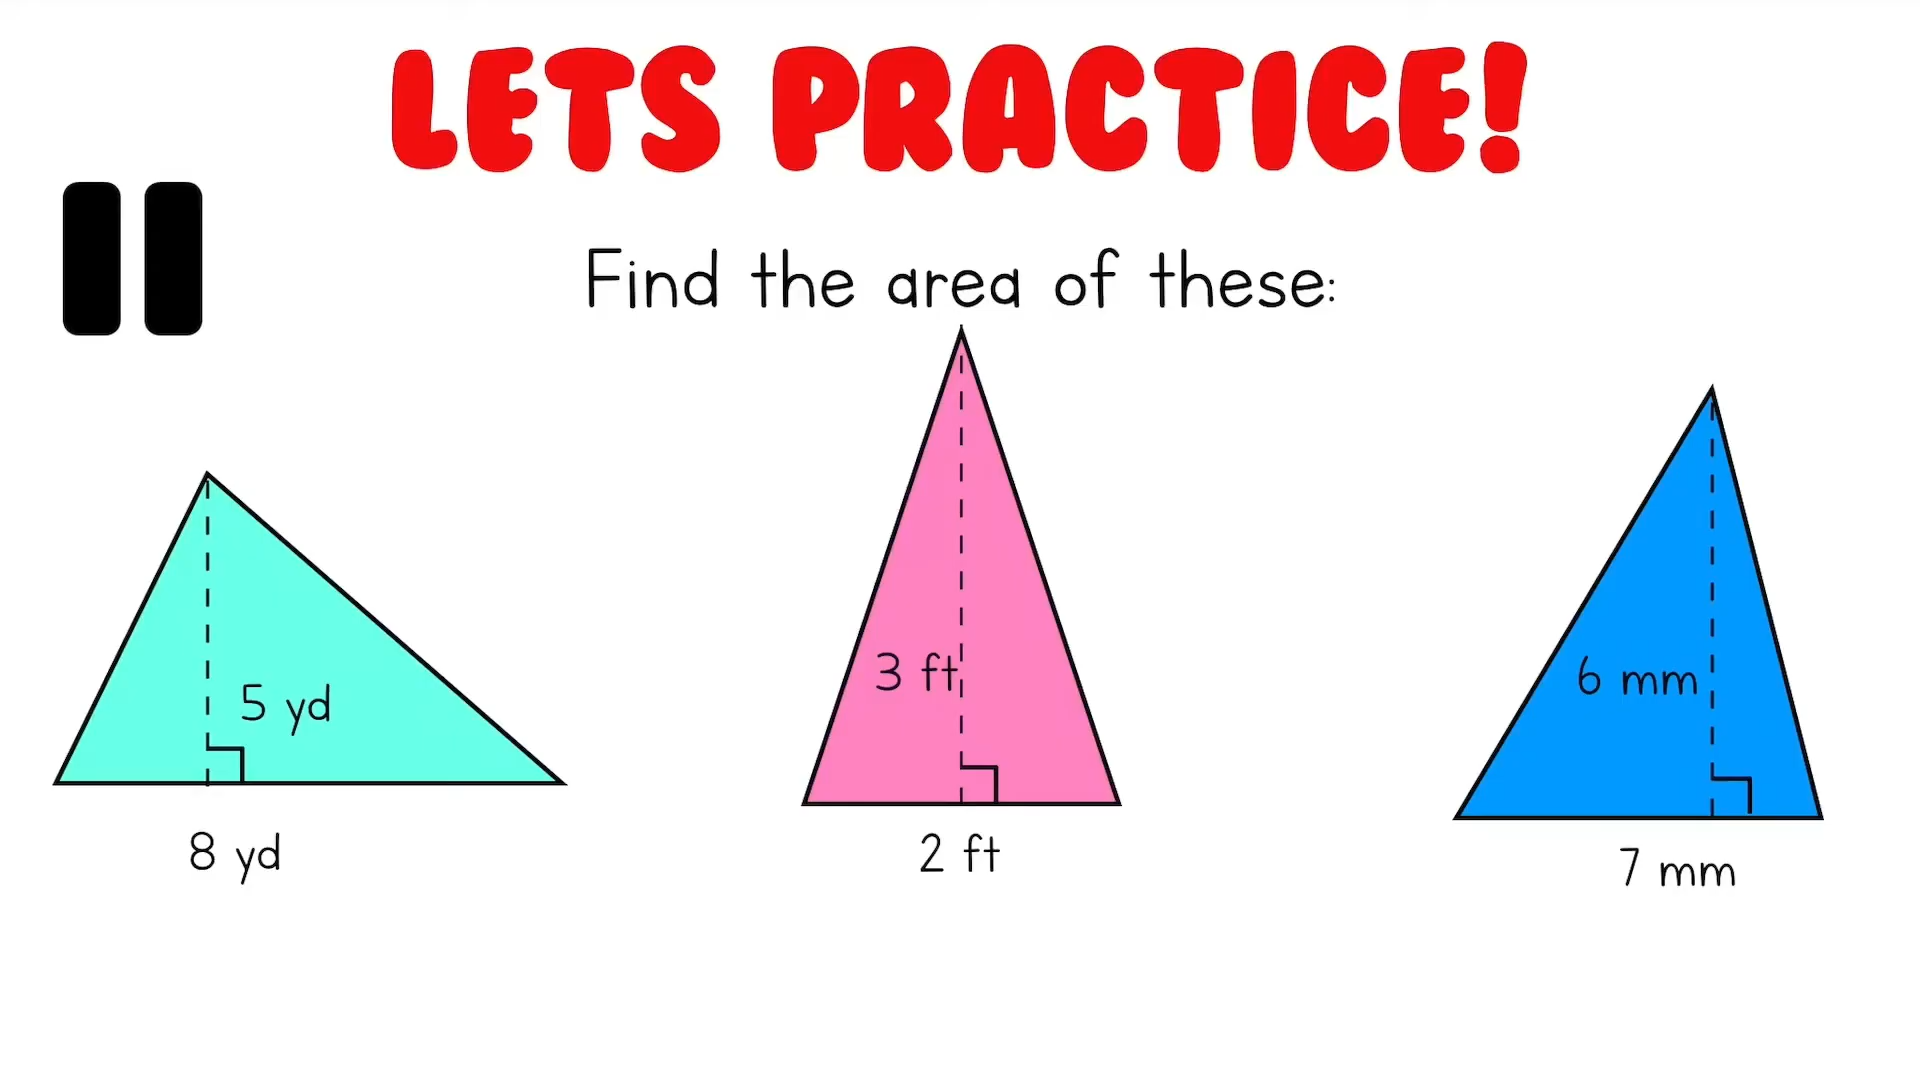 LETS PRACTICE!
Find the area of these:
5 yd
8 yd
3 ft
2 ft
6 mm
7 mm